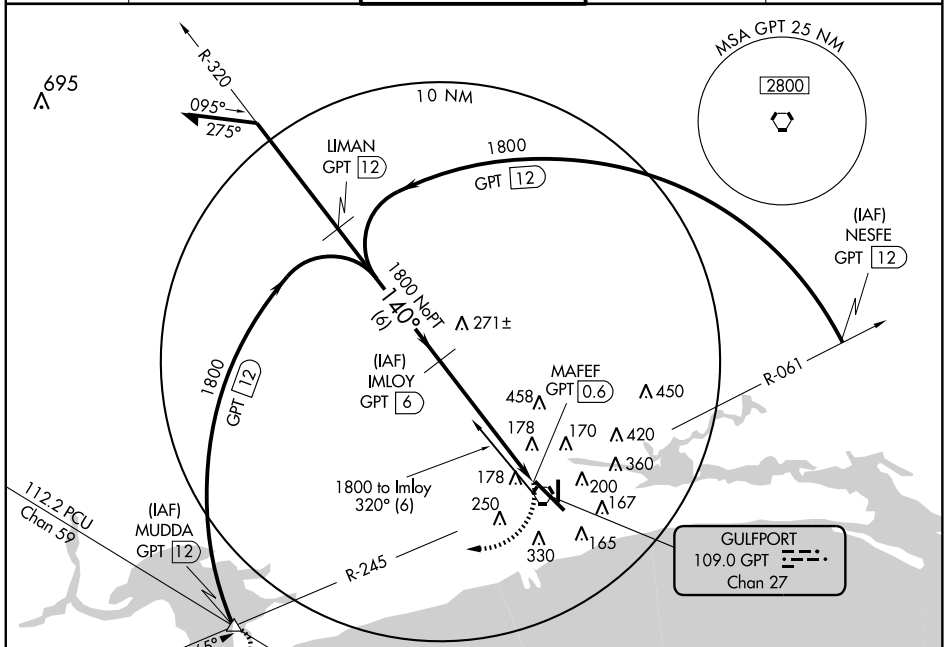 695
R-320
095°
275°
10 NM
MSA GPT 25 NM
2800
LIMAN
GPT 12
1800
GPT 12
(IAF)
NESFE
GPT 12
1800 NoPT
140°
(6)
271±
1800
GPT 12
(IAF)
IMLOY
GPT 6
MAFEF
GPT 0.6
R-061
458
450
178
170
420
360
178
200
1800 to Imloy
320° (6)
250
167
112.2 PCU
Chan 59
(IAF)
MUDDA
GPT 12
330
165
R-245
GULFPORT
109.0 GPT
Chan 27